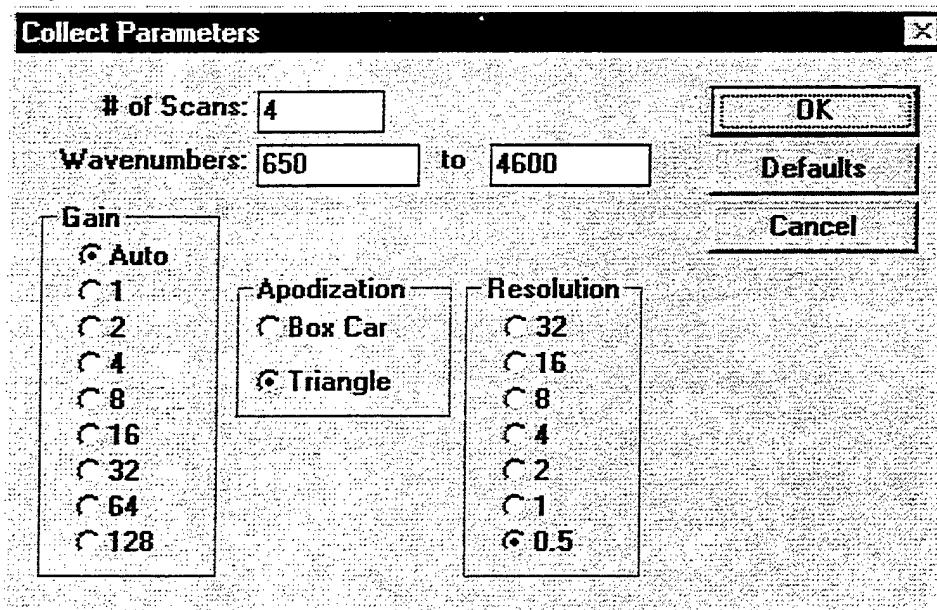 Collect Parameters
# of Scans: 4
Wavenumbers: 650 to 4600
OK
Defaults
Cancel
Gain
Auto
1
2
4
8
16
32
64
128
Apodization
Box Car
Triangle
Resolution
32
16
8
4
2
1
0.5